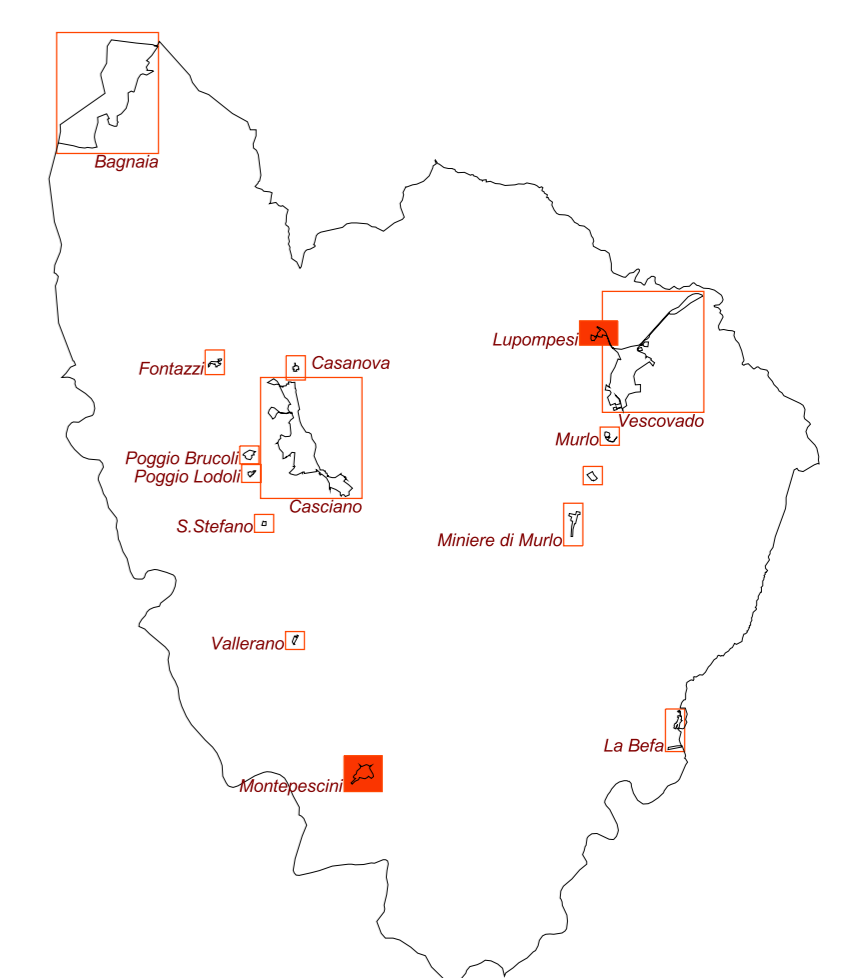 Bagnaia
Lupompesi
Fontazzi
Casanova
Vescovado
Murlo
Poggio Brucoli
Poggio Lodoli
Casciano
S.Stefano
Miniere di Murlo
Vallerano
La Befa
Montepescini